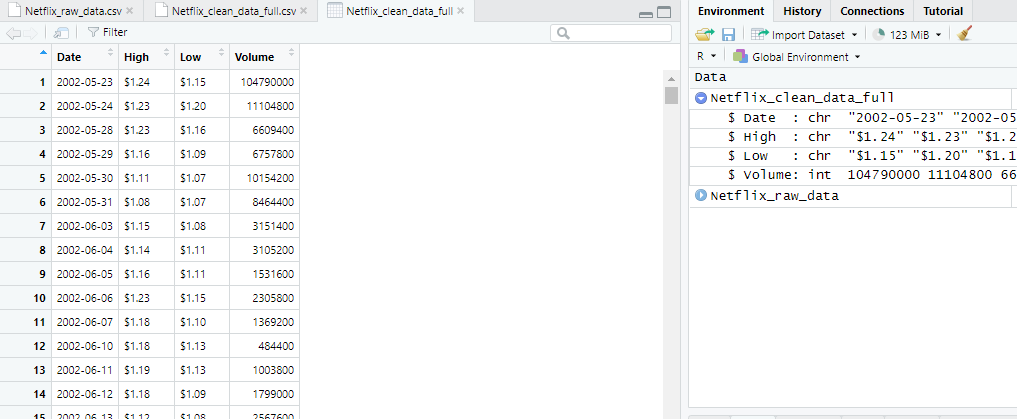 Netflix_raw_data.csv Netflix_clean_data_full.csv Netflix_clean_data_full
Filter
Date High Low Volume
1 2002-05-23 $1.24 $1.15 104790000
2 2002-05-24 $1.23 $1.20 11104800
3 2002-05-28 $1.23 $1.16 6609400
4 2002-05-29 $1.16 $1.09 6757800
5 2002-05-30 $1.11 $1.07 10154200
6 2002-05-31 $1.08 $1.07 8464400
7 2002-06-03 $1.15 $1.08 3151400
8 2002-06-04 $1.14 $1.11 3105200
9 2002-06-05 $1.16 $1.11 1531600
10 2002-06-06 $1.23 $1.15 2305800
11 2002-06-07 $1.18 $1.10 1369200
12 2002-06-10 $1.18 $1.13 484400
13 2002-06-11 $1.19 $1.13 1003800
14 2002-06-12 $1.18 $1.09 1799000
15 2002-06-13 $1.12 $1.08 2567600
Environment History Connections Tutorial
Import Dataset 123 MiB
R Global Environment
Data
Netflix_clean_data_full
$ Date : chr "2002-05-23" "2002-05
$ High : chr "$1.24" "$1.23" "$1.2
$ Low : chr "$1.15" "$1.20" "$1.1
$ Volume: int 104790000 11104800 66
Netflix_raw_data